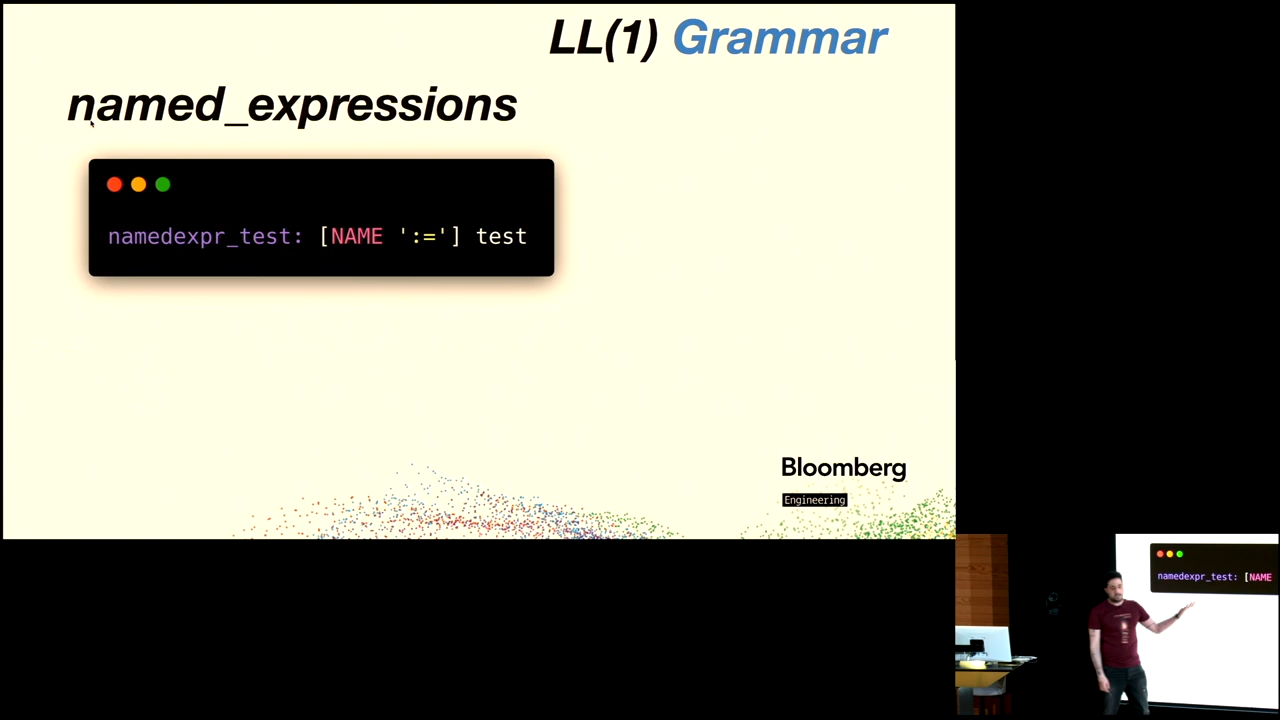 LL(1) Grammar
named_expressions
namedexpr_test: [NAME ':='] test
Bloomberg
Engineering
namedexpr_test: [NAME